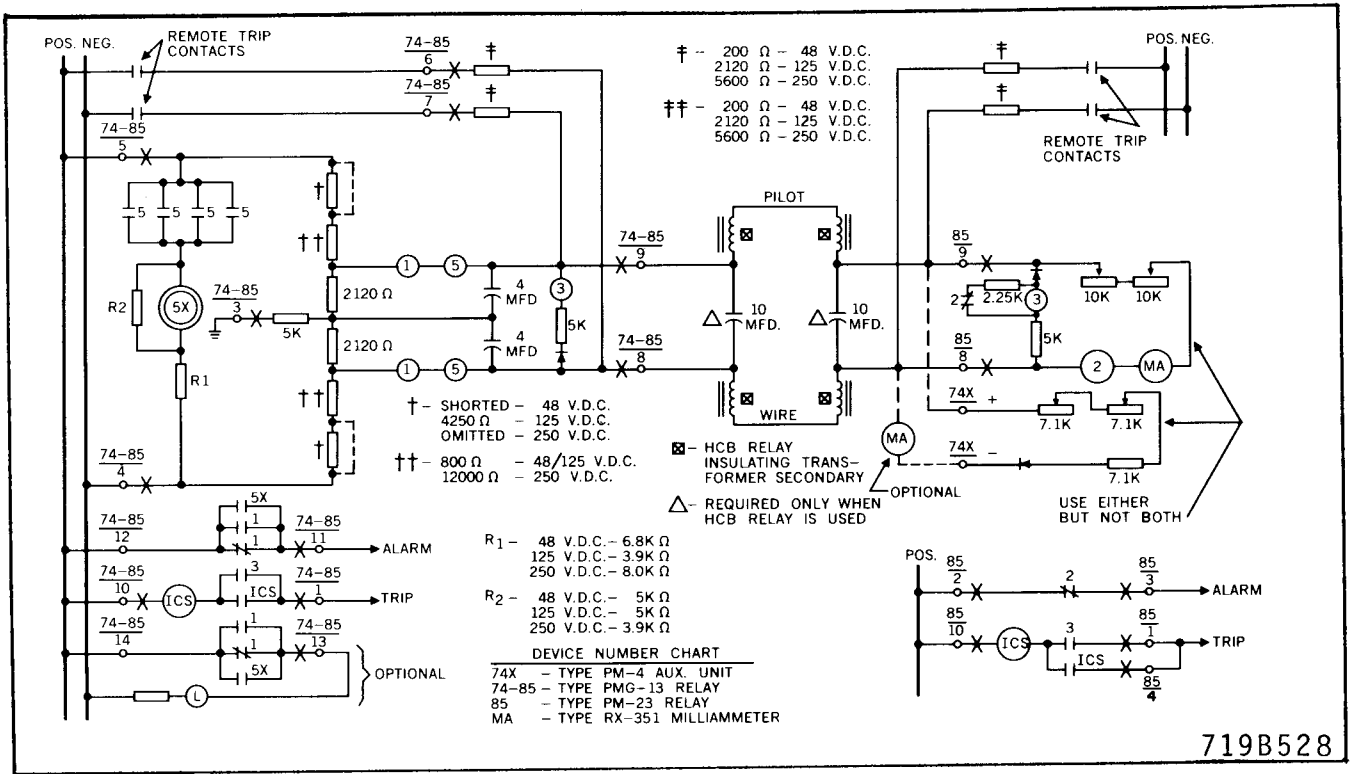 POS. NEG.
REMOTE TRIP
CONTACTS
74-85
6
74-85
7
‡
‡
74-85
5
5
5
5
5
†
††
5X
R2
R1
74-85
3
5K
2120 Ω
2120 Ω
††
†
1
5
1
5
4
MFD
4
MFD
3
5K
74-85
9
74-85
8
74-85
4
† - SHORTED - 48 V.D.C.
4250 Ω - 125 V.D.C.
OMITTED - 250 V.D.C.
†† - 800 Ω - 48/125 V.D.C.
12000 Ω - 250 V.D.C.
‡ - 200 Ω - 48 V.D.C.
2120 Ω - 125 V.D.C.
5600 Ω - 250 V.D.C.
‡‡ - 200 Ω - 48 V.D.C.
2120 Ω - 125 V.D.C.
5600 Ω - 250 V.D.C.
PILOT
10
MFD.
10
MFD.
WIRE
⊠ - HCB RELAY
INSULATING TRANS-
FORMER SECONDARY
△ - REQUIRED ONLY WHEN
HCB RELAY IS USED
‡
‡
POS. NEG.
REMOTE TRIP
CONTACTS
85
9
2
2.25K
3
5K
10K
10K
85
8
2
MA
74X +
7.1K
7.1K
MA
74X -
7.1K
OPTIONAL
USE EITHER
BUT NOT BOTH
74-85
12
5X
1
1
74-85
11
ALARM
74-85
10
ICS
3
ICS
74-85
1
TRIP
74-85
14
1
1
5X
74-85
13
L
OPTIONAL
R1 - 48 V.D.C. - 6.8K Ω
125 V.D.C. - 3.9K Ω
250 V.D.C. - 8.0K Ω
R2 - 48 V.D.C. - 5K Ω
125 V.D.C. - 5K Ω
250 V.D.C. - 3.9K Ω
DEVICE NUMBER CHART
74X - TYPE PM-4 AUX. UNIT
74-85 - TYPE PMG-13 RELAY
85 - TYPE PM-23 RELAY
MA - TYPE RX-351 MILLIAMMETER
POS.
85
2
2
85
3
ALARM
85
10
ICS
3
ICS
85
1
TRIP
85
4
719B528